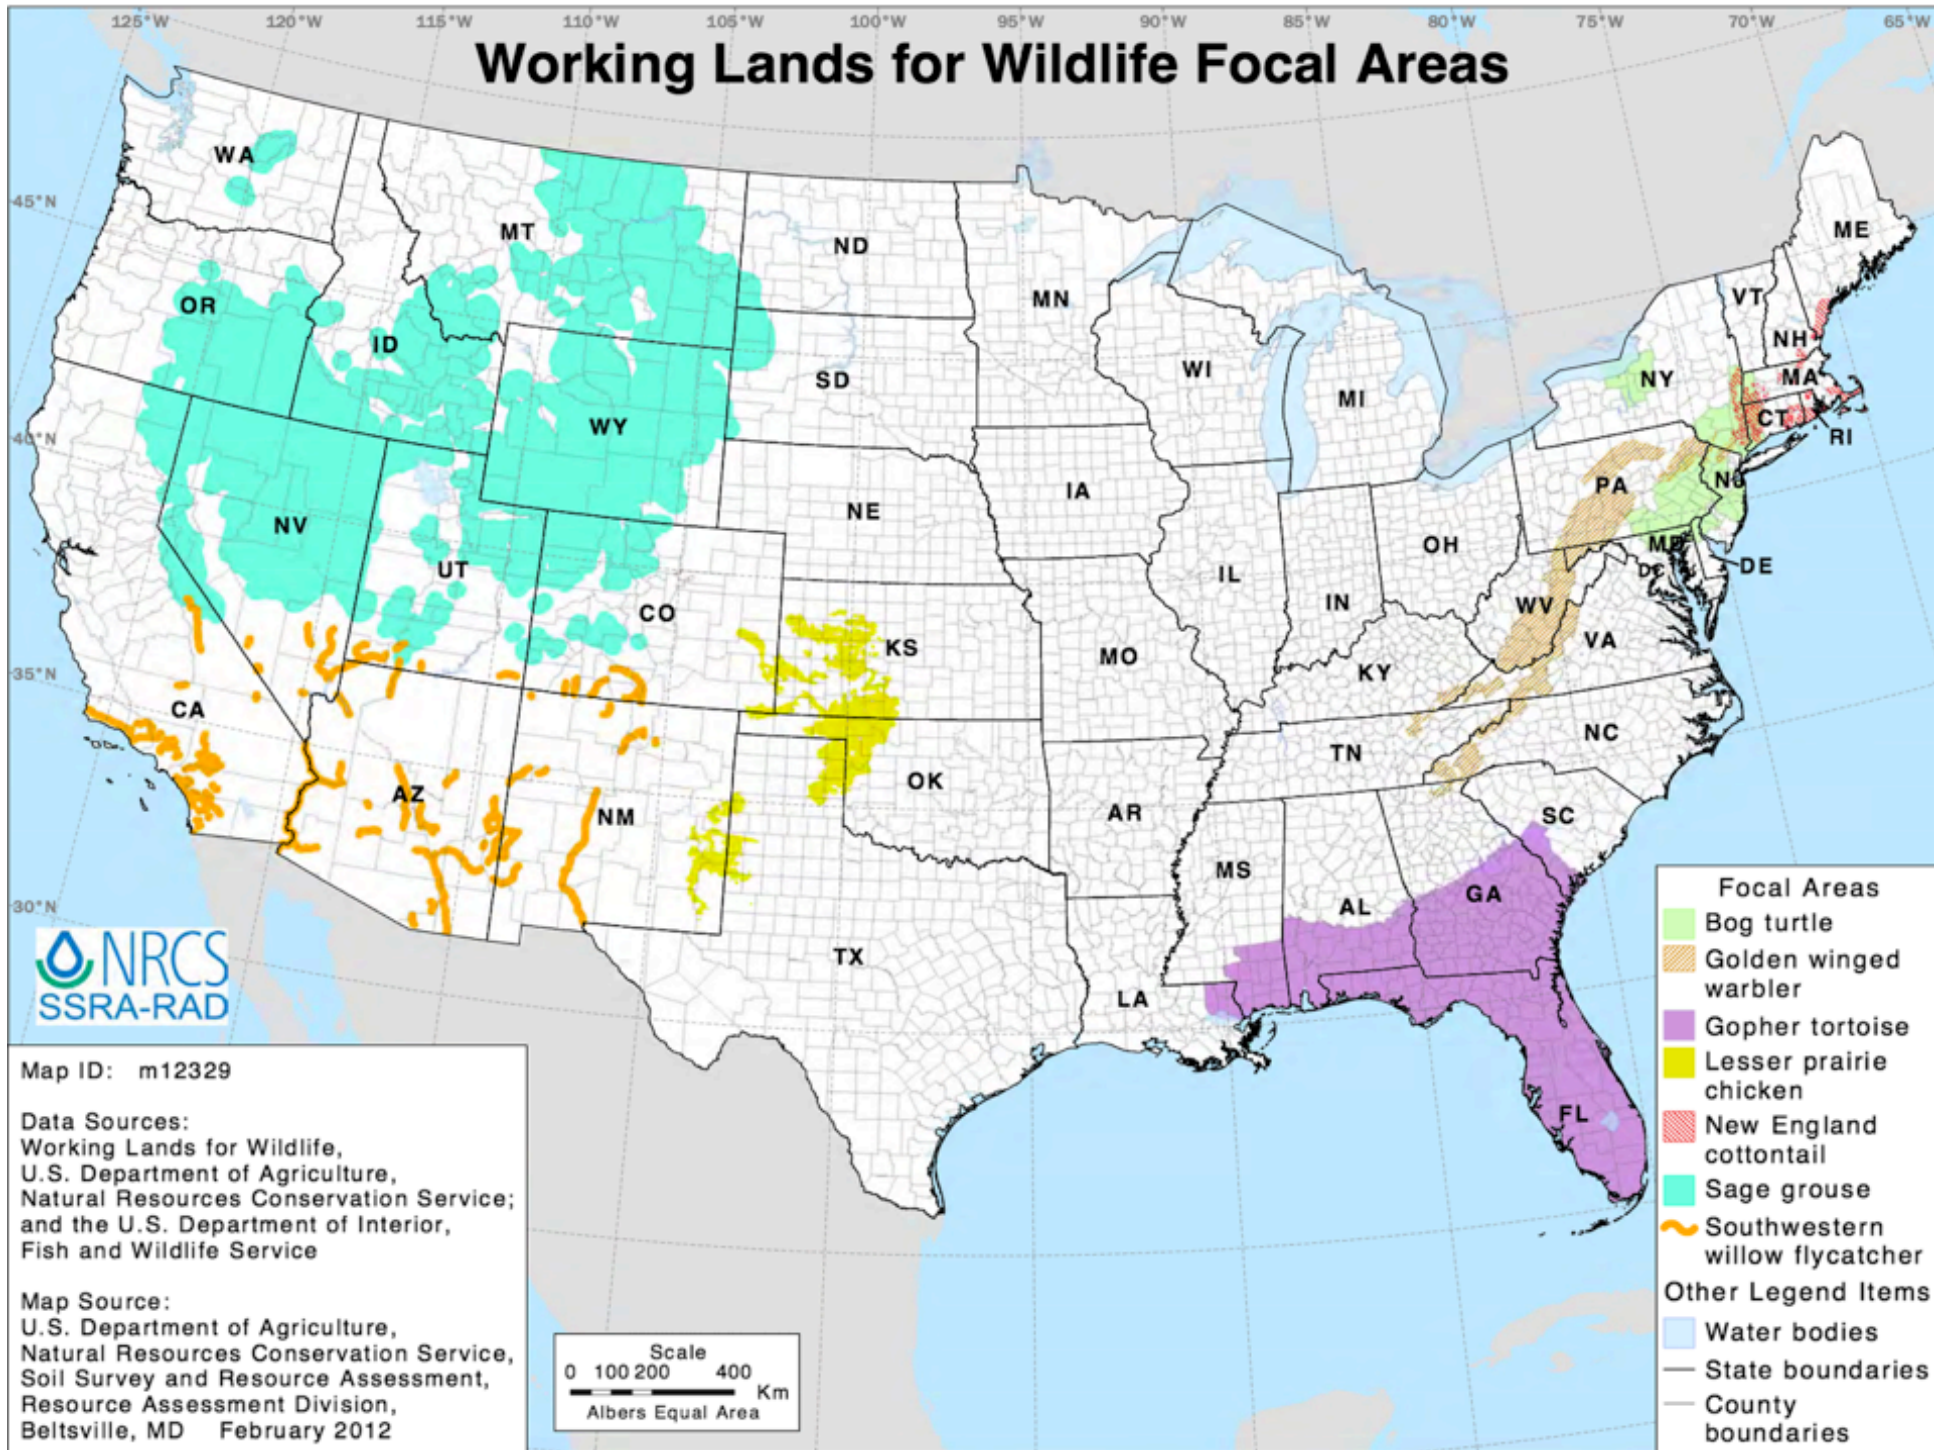 125°W 120°W 115°W 110°W 105°W 100°W 95°W 90°W 85°W 80°W 75°W 70°W 65°W
Working Lands for Wildlife Focal Areas
WA
45°N
MT
ND
ME
OR
MN
VT
ID
NH
SD
WI
NY
MA
MI
WY
CT
RI
40°N
IA
PA
NJ
NV
NE
OH
MD
UT
IL
DC
DE
CO
IN
WV
KS
VA
MO
35°N
KY
CA
NC
TN
OK
AZ
AR
NM
SC
MS
GA
AL
30°N
TX
LA
FL
NRCS
SSRA-RAD
Map ID: m12329
Data Sources:
Working Lands for Wildlife,
U.S. Department of Agriculture,
Natural Resources Conservation Service;
and the U.S. Department of Interior,
Fish and Wildlife Service
Map Source:
U.S. Department of Agriculture,
Natural Resources Conservation Service,
Soil Survey and Resource Assessment,
Resource Assessment Division,
Beltsville, MD February 2012
Scale
0 100 200 400
Km
Albers Equal Area
Focal Areas
Bog turtle
Golden winged
warbler
Gopher tortoise
Lesser prairie
chicken
New England
cottontail
Sage grouse
Southwestern
willow flycatcher
Other Legend Items
Water bodies
State boundaries
County
boundaries